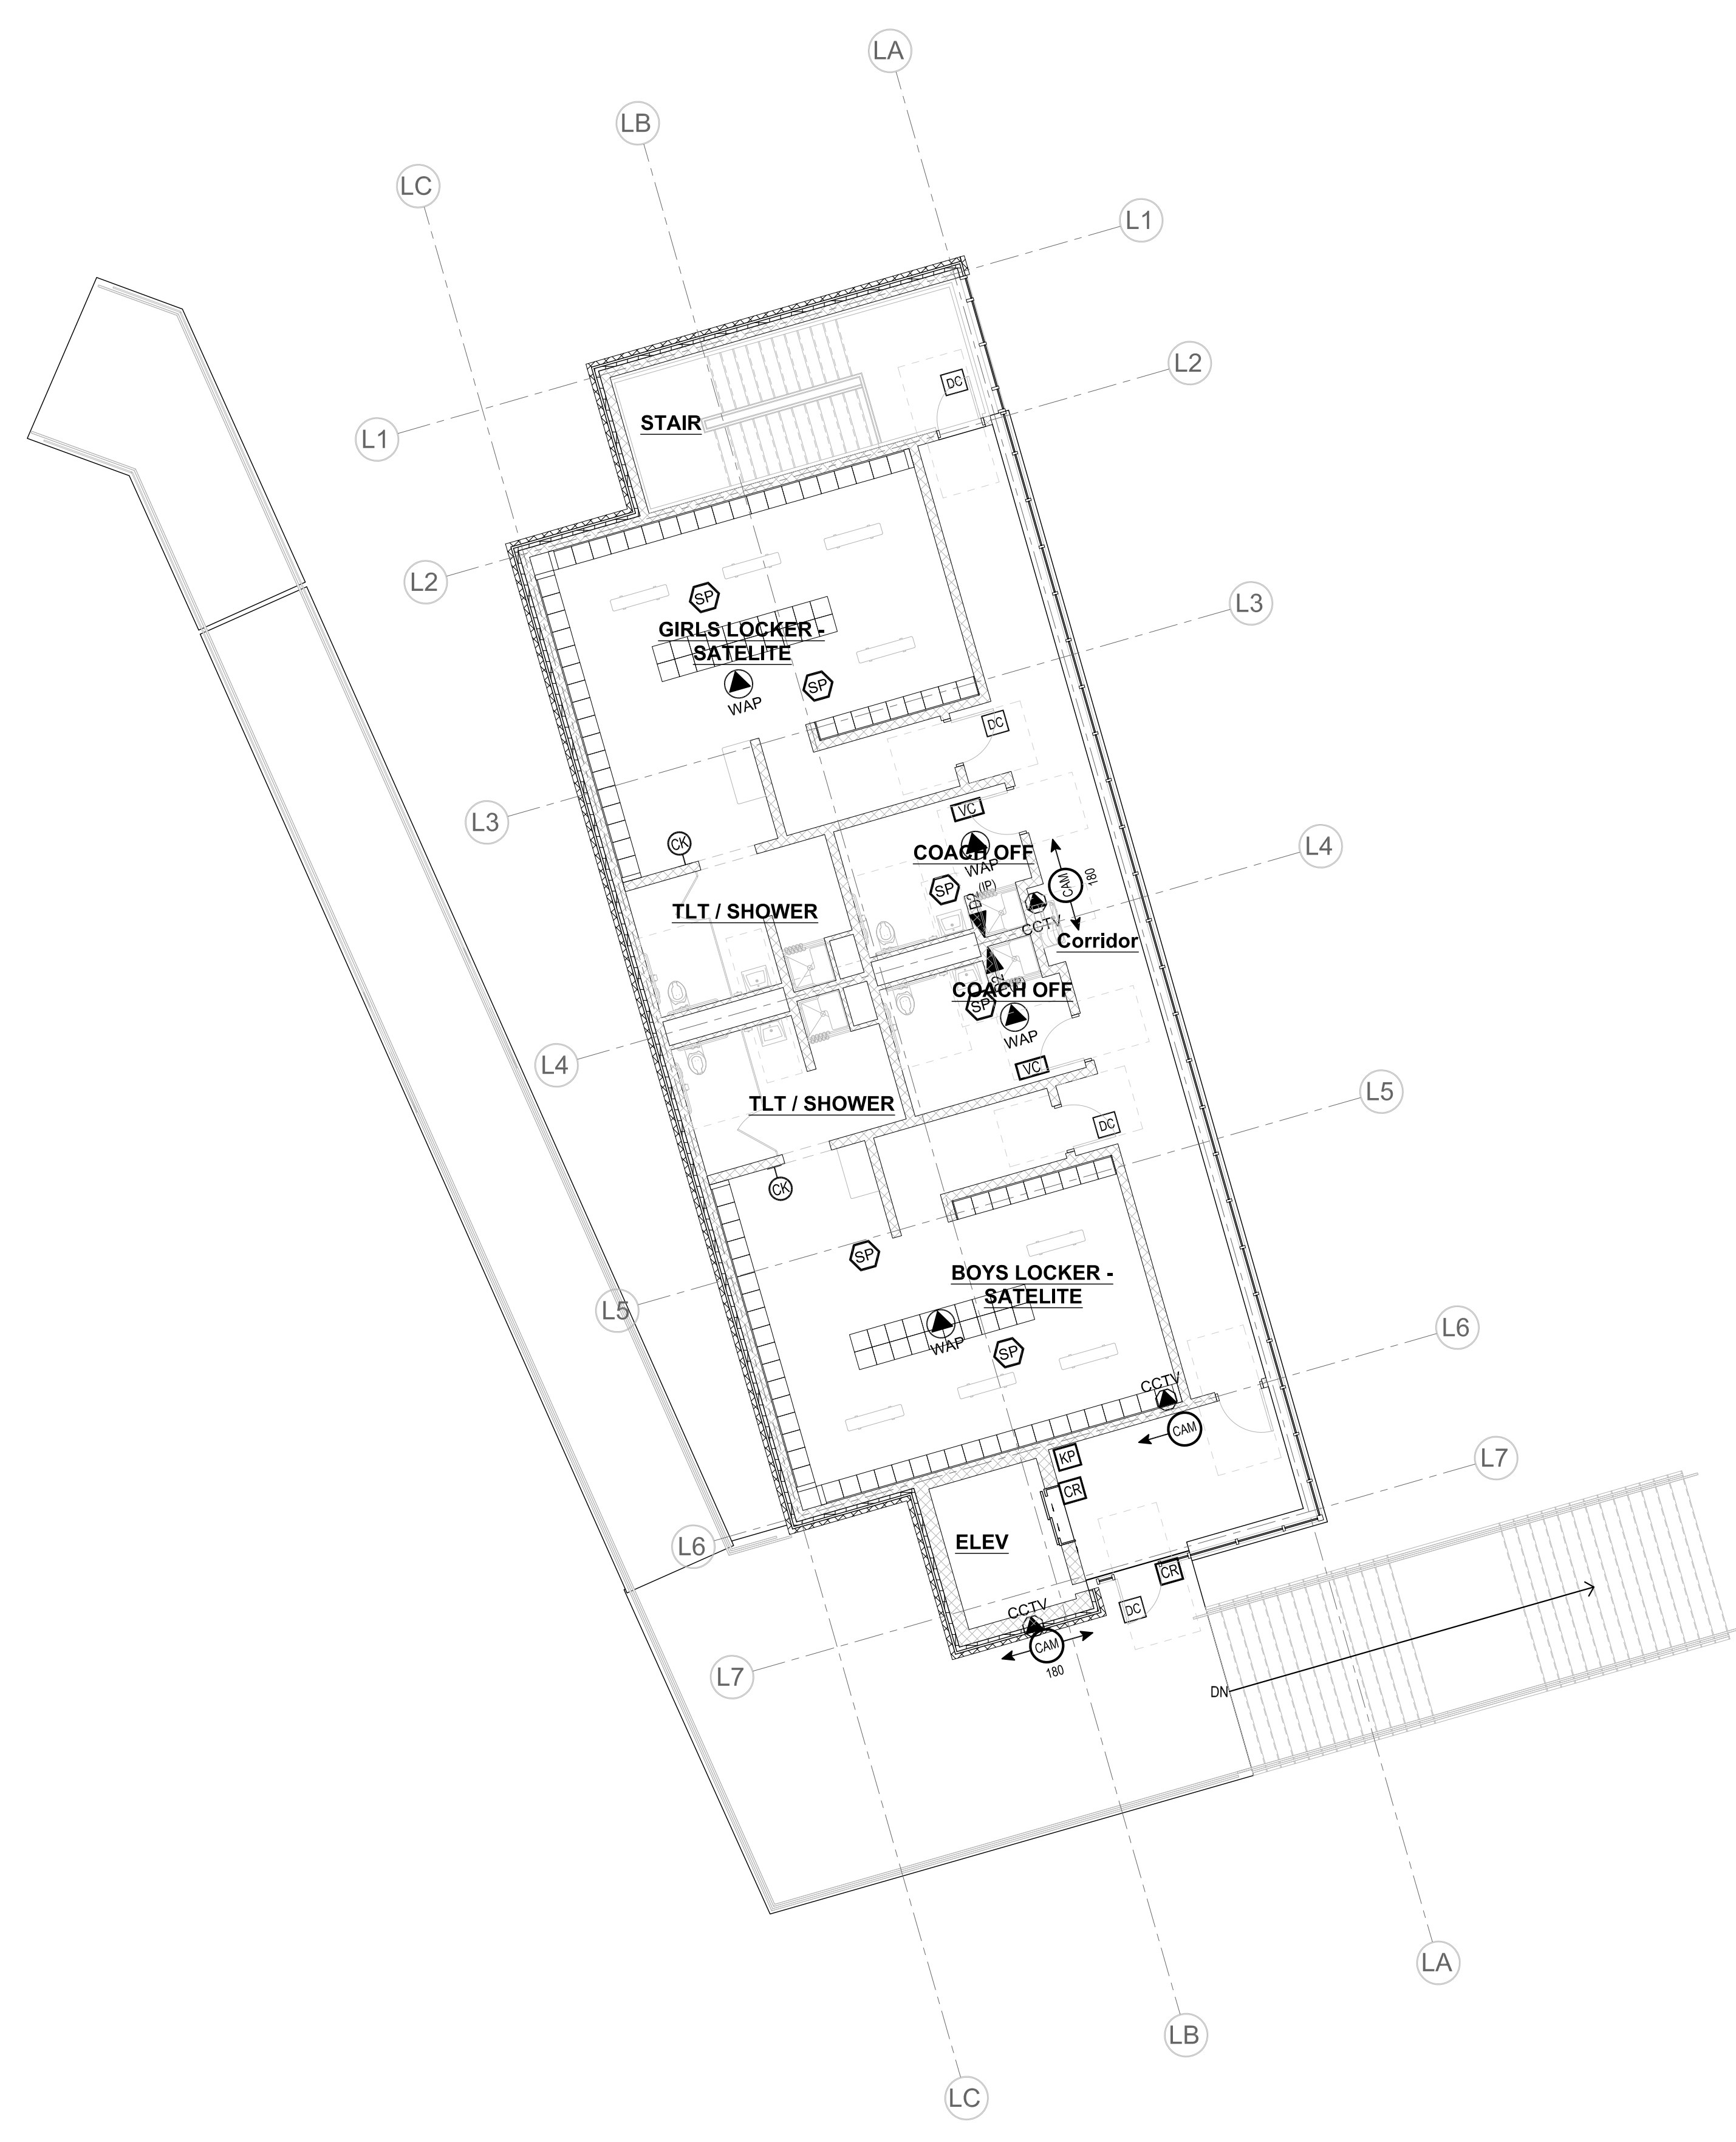 LA
LB
LC
L1
L2
DC
L1
STAIR
L2
SP
L3
GIRLS LOCKER -
SATELITE
SP
WAP
DC
L3
VC
CK
L4
COACH OFF
WAP
SP
D2 (IP)
CAM
180
CCTV
TLT / SHOWER
Corridor
COACH OFF
SP
WAP
L4
VC
L5
TLT / SHOWER
DC
CK
SP
BOYS LOCKER -
SATELITE
L5
WAP
SP
L6
CCTV
CAM
KP
CR
L7
L6
ELEV
CR
CCTV
DC
CAM
180
L7
DN
LA
LB
LC